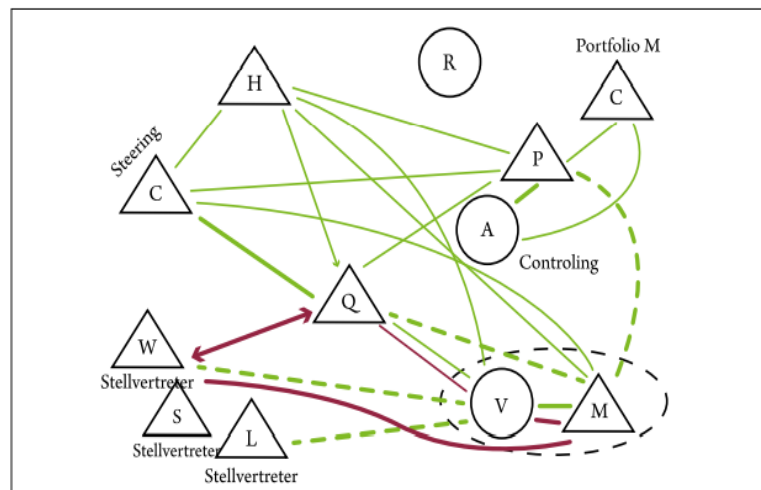 Portfolio M
R
H
C
Steering
P
C
A
Controling
Q
W
Stellvertreter
V
M
S
L
Stellvertreter
Stellvertreter